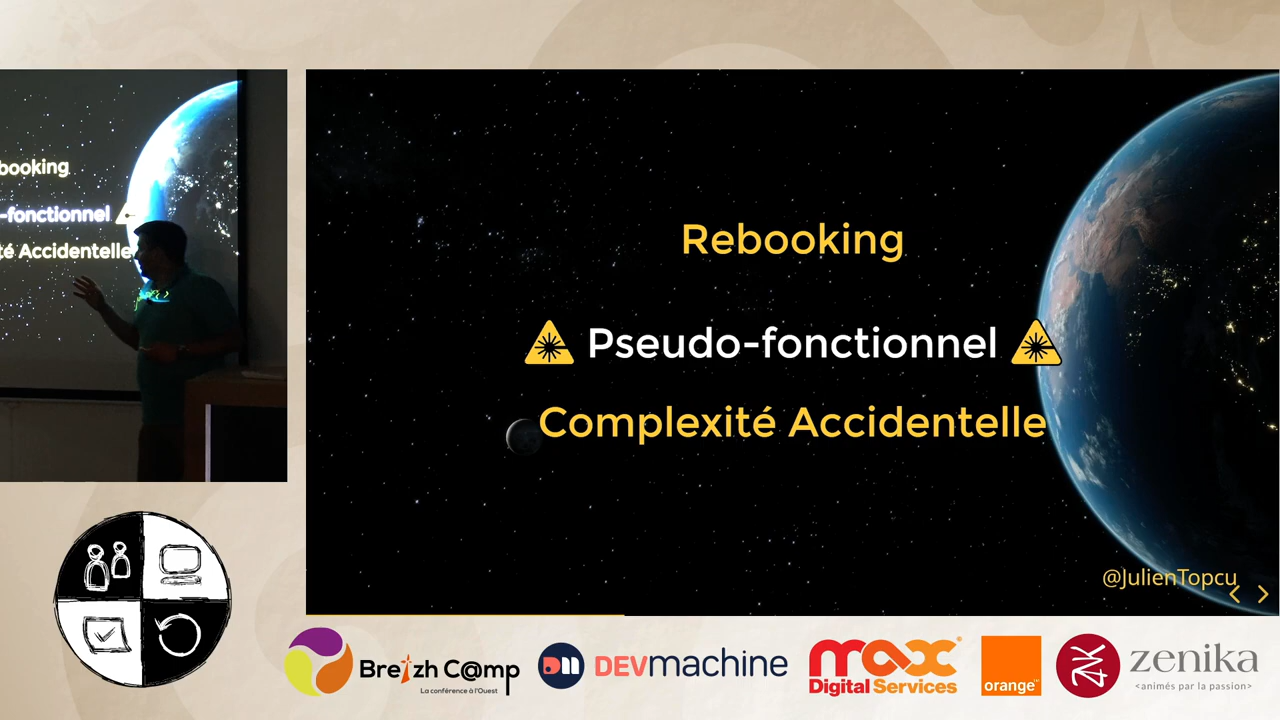 booking
-fonctionnel
té Accidentelle
Rebooking
Pseudo-fonctionnel
Complexité Accidentelle
@JulienTopcu
Breizh C@mp
La conférence à l'Ouest
DEVmachine
max
Digital Services
orange
zenika
<animés par la passion>